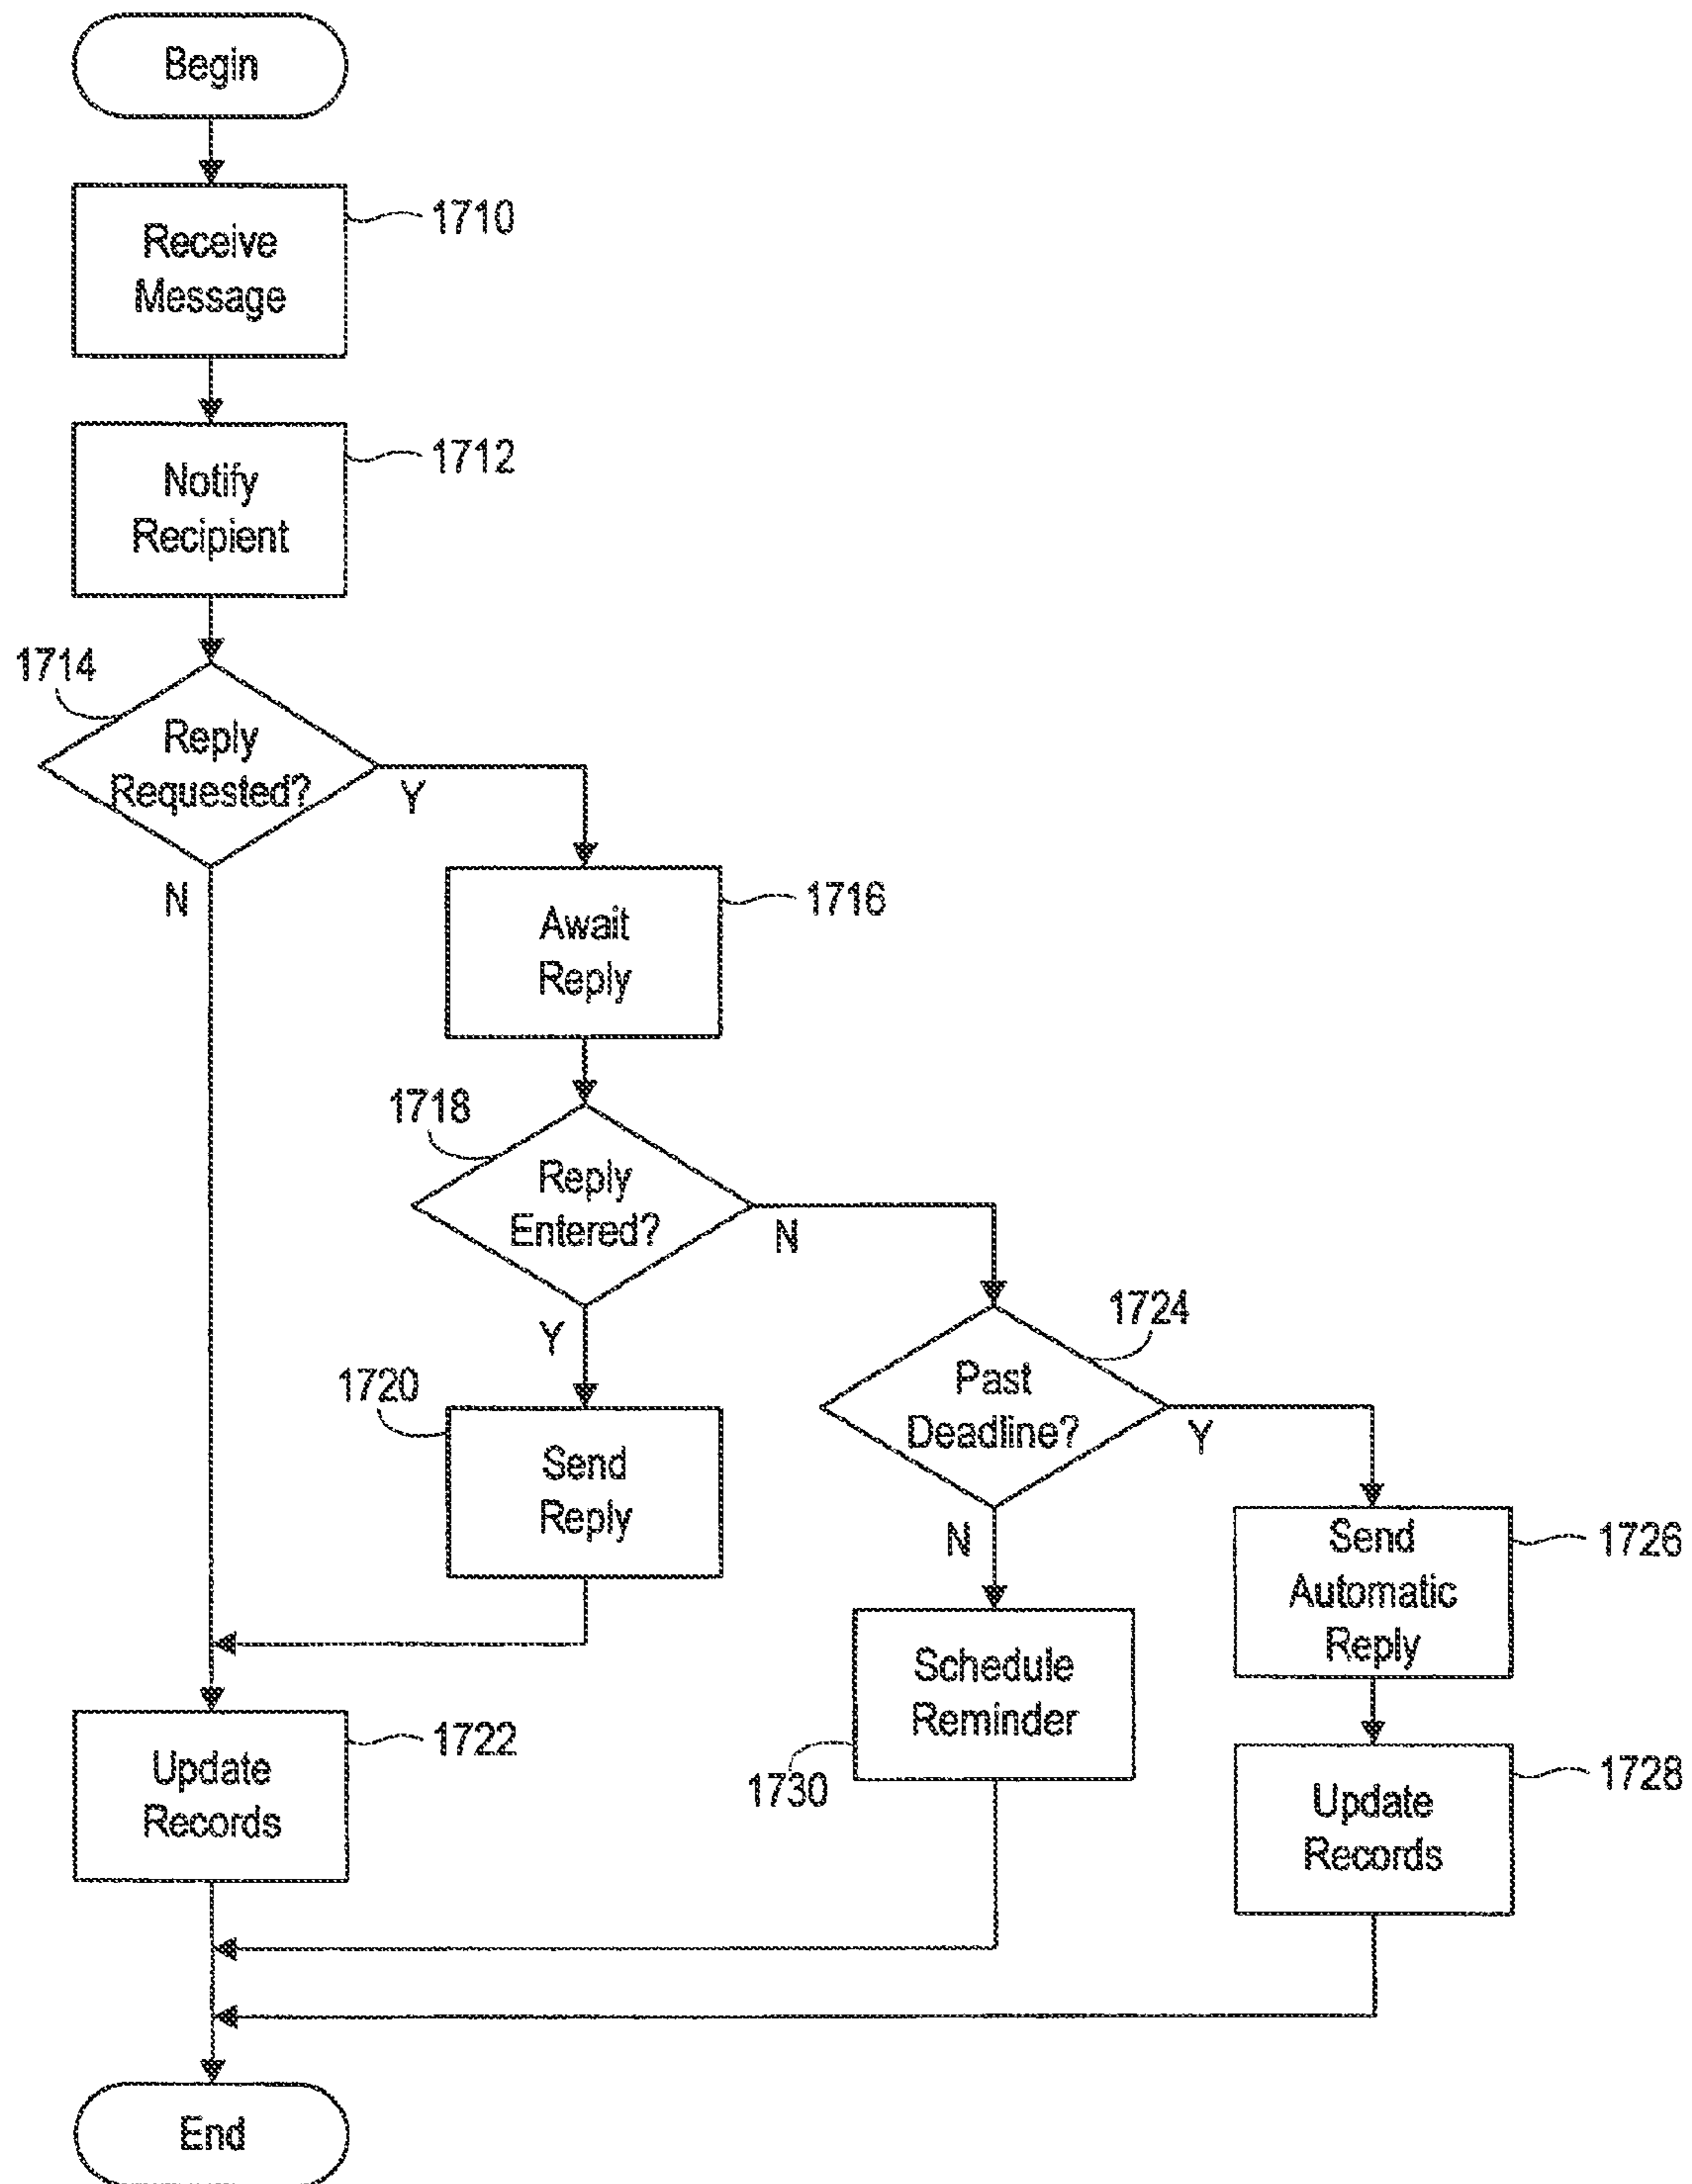 Begin
Receive
Message
1710
Notify
Recipient
1712
1714
Reply
Requested?
Y
N
Await
Reply
1716
1718
Reply
Entered?
N
Y
1724
Past
Deadline?
Y
N
1720
Send
Reply
Send
Automatic
Reply
1726
Schedule
Reminder
1730
Update
Records
1722
Update
Records
1728
End